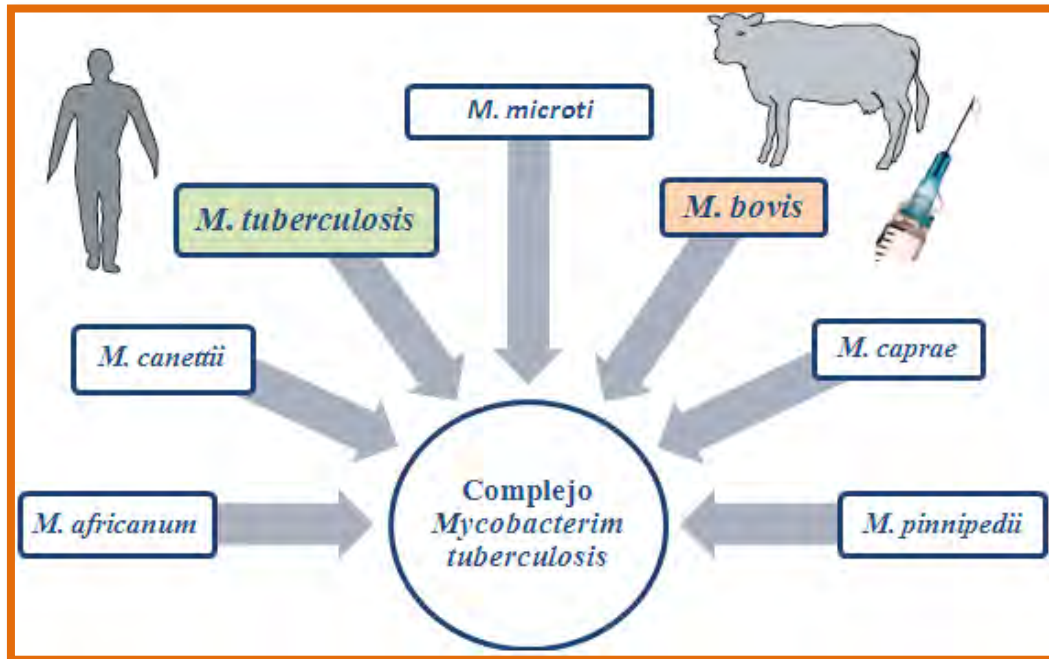 M. microti
M. tuberculosis
M. bovis
M. canettii
M. caprae
M. africanum
Complejo
Mycobacterim
tuberculosis
M. pinnipedii